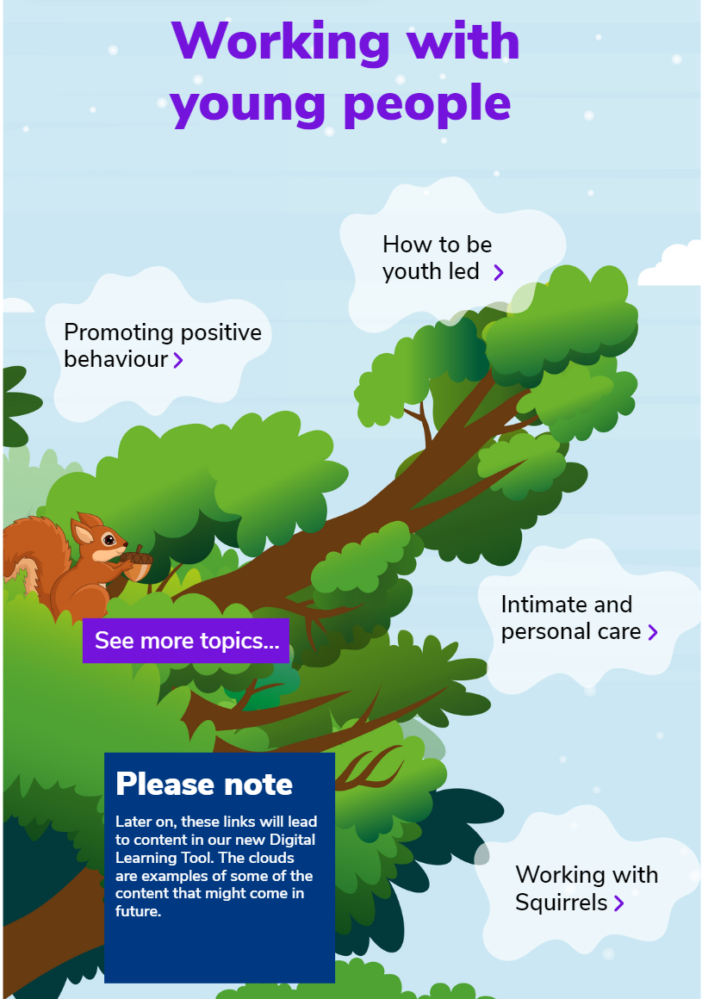 Working with
young people
How to be
youth led
Promoting positive
behaviour
Intimate and
personal care
See more topics...
Please note
Later on, these links will lead
to content in our new Digital
Learning Tool. The clouds
are examples of some of the
content that might come in
future.
Working with
Squirrels